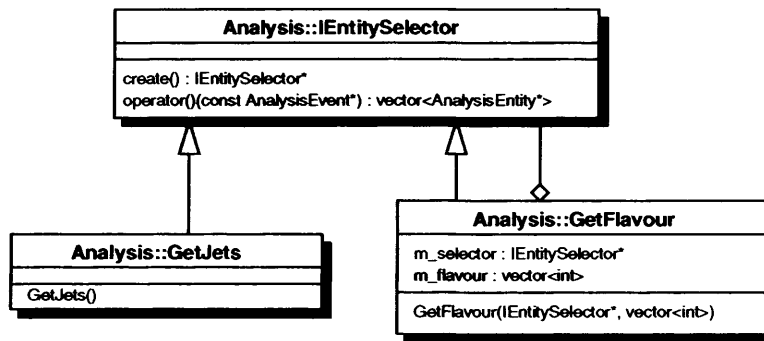 Analysis::IEntitySelector
create() : IEntitySelector*
operator()(const AnalysisEvent*) : vector<AnalysisEntity*>
Analysis::GetJets
GetJets()
Analysis::GetFlavour
m_selector : IEntitySelector*
m_flavour : vector<int>
GetFlavour(IEntitySelector*, vector<int>)